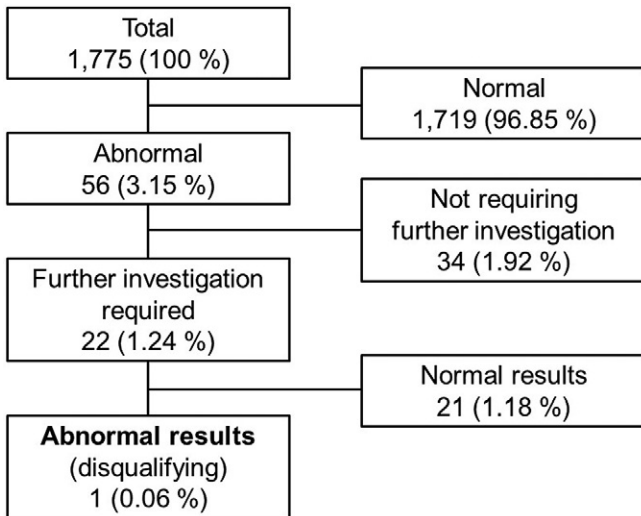 Total
1,775 (100 %)
Normal
1,719 (96.85 %)
Abnormal
56 (3.15 %)
Not requiring
further investigation
34 (1.92 %)
Further investigation
required
22 (1.24 %)
Normal results
21 (1.18 %)
Abnormal results
(disqualifying)
1 (0.06 %)